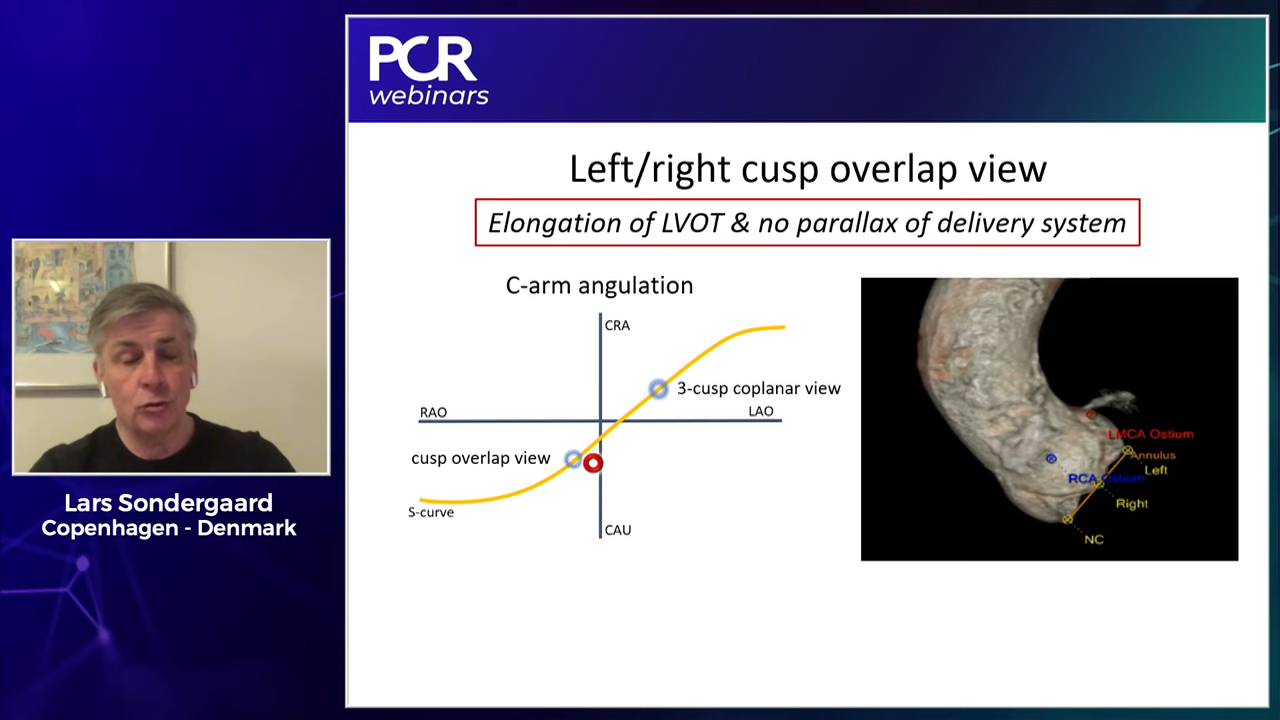 PCR
webinars
Left/right cusp overlap view
Elongation of LVOT & no parallax of delivery system
C-arm angulation
CRA
3-cusp coplanar view
RAO
LAO
cusp overlap view
S-curve
CAU
LMCA Ostium
Annulus
Left
RCA Ostium
Right
NC
Lars Sondergaard
Copenhagen - Denmark